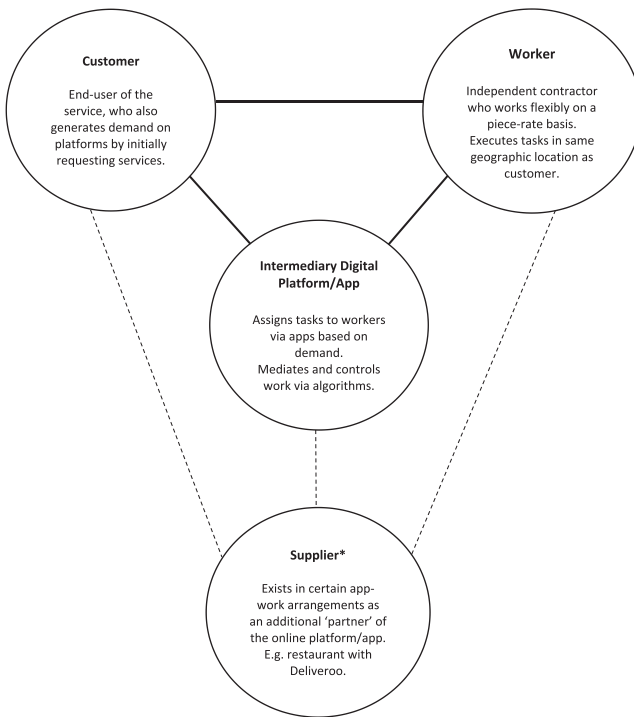 Customer
End-user of the
service, who also
generates demand on
platforms by initially
requesting services.
Worker
Independent contractor
who works flexibly on a
piece-rate basis.
Executes tasks in same
geographic location as
customer.
Intermediary Digital
Platform/App
Assigns tasks to workers
via apps based on
demand.
Mediates and controls
work via algorithms.
Supplier*
Exists in certain app-
work arrangements as
an additional ‘partner’ of
the online platform/app.
E.g. restaurant with
Deliveroo.